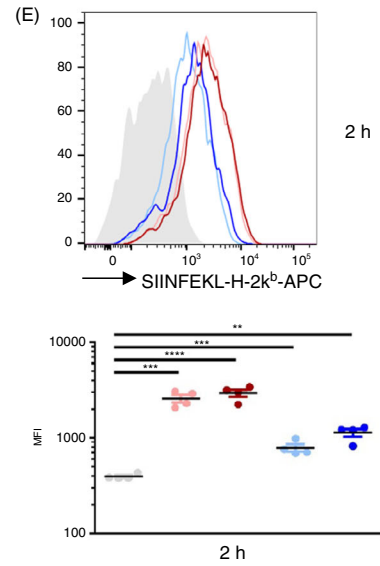 (E)
100
80
60
40
20
0
2 h
0 10³ 10⁴ 10⁵
SIINFEKL-H-2kᵇ-APC
10000
**
***
****
***
MFI
1000
100
2 h